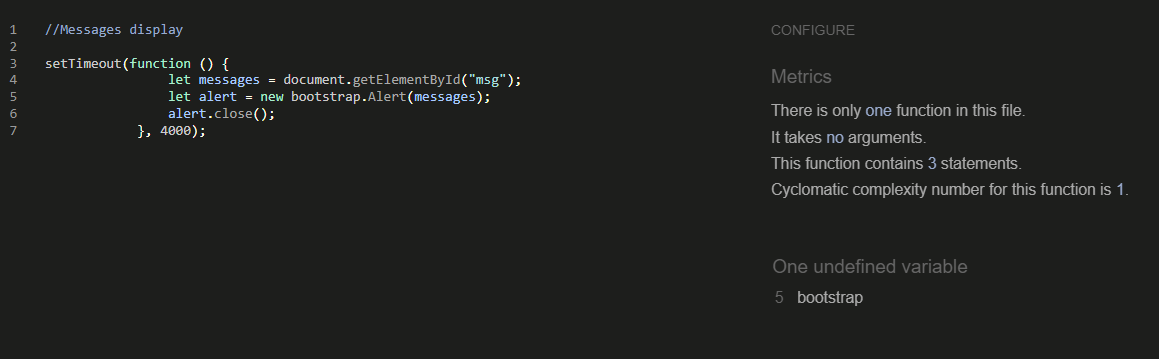 1 //Messages display
2
3 setTimeout(function () {
4 let messages = document.getElementById("msg");
5 let alert = new bootstrap.Alert(messages);
6 alert.close();
7 }, 4000);
CONFIGURE
Metrics
There is only one function in this file.
It takes no arguments.
This function contains 3 statements.
Cyclomatic complexity number for this function is 1.
One undefined variable
5 bootstrap